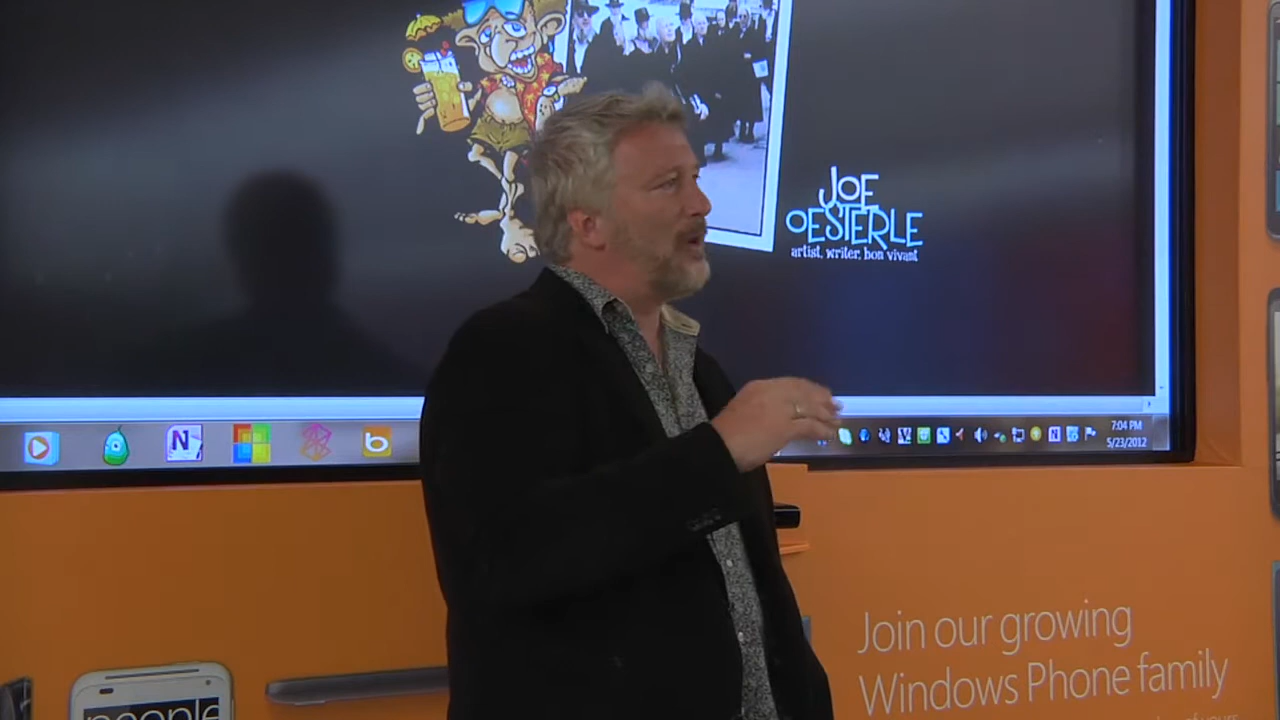 JOE
OESTERLE
artist, writer, bon vivant
N
b
7:04 PM
5/23/2012
Join our growing
Windows Phone family
people